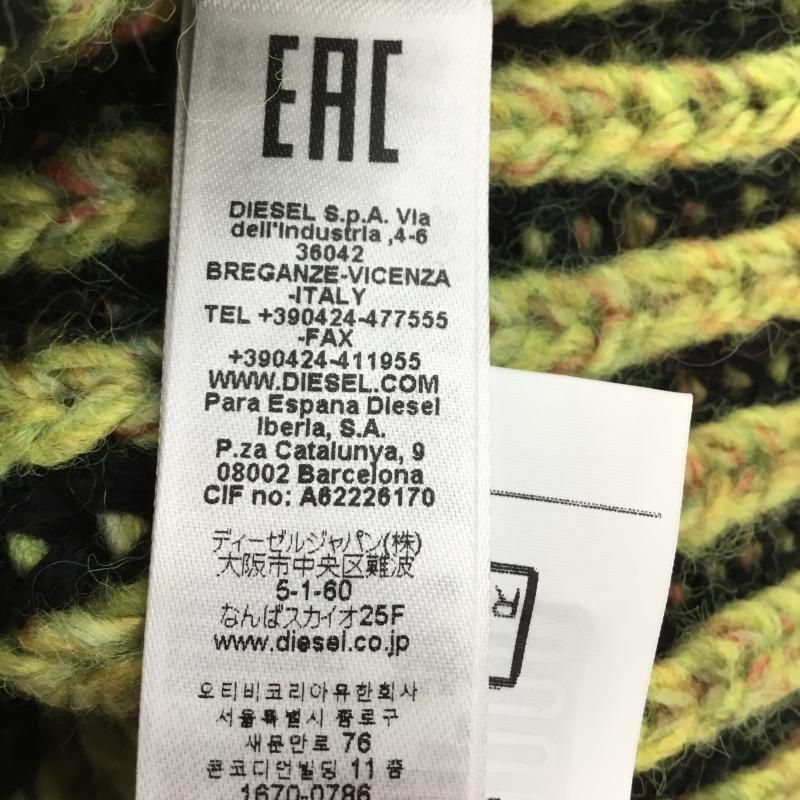 EAC
DIESEL S.p.A. Via
dell'Industria ,4-6
36042
BREGANZE-VICENZA
-ITALY
TEL +390424-477555
-FAX
+390424-411955
WWW.DIESEL.COM
Para Espana Diesel
Iberia, S.A.
P.za Catalunya, 9
08002 Barcelona
CIF no: A62226170
ディーゼルジャパン(株)
大阪市中央区難波
5-1-60
なんばスカイオ25F
www.diesel.co.jp
오티비코리아유한회사
서울특별시 종로구
새문안로 76
콘코디언빌딩 11 층
1670-0786
R